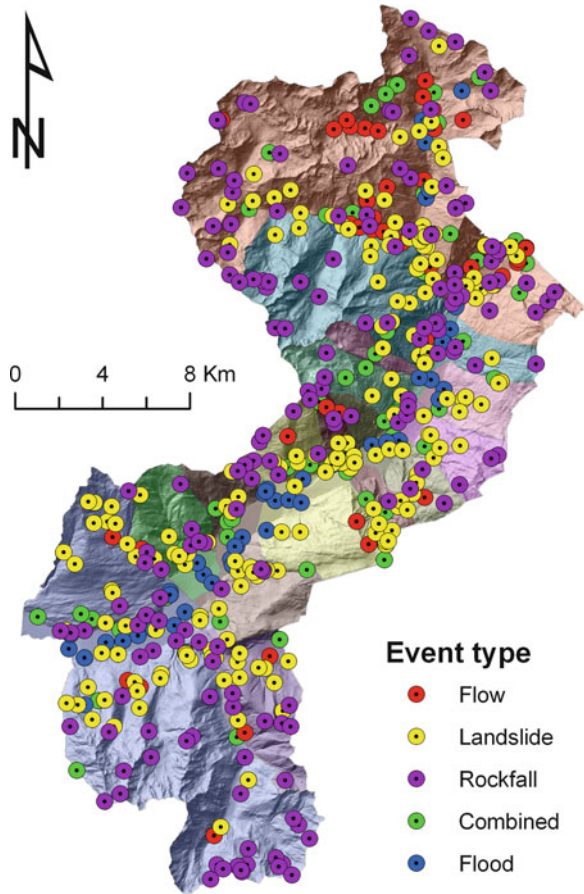 N
0 4 8 Km
Event type
Flow
Landslide
Rockfall
Combined
Flood